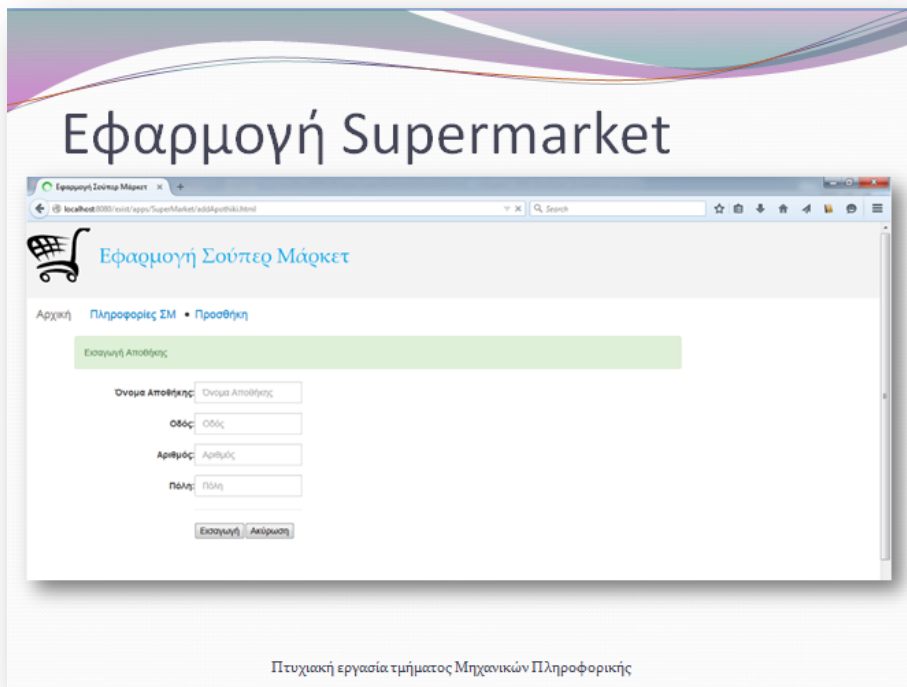 Εφαρμογή Supermarket
Εφαρμογή Σούπερ Μάρκετ × +
localhost:8080/exist/apps/SuperMarket/addApothiki.html Search
Εφαρμογή Σούπερ Μάρκετ
Αρχική Πληροφορίες ΣΜ • Προσθήκη
Εισαγωγή Αποθήκης
Όνομα Αποθήκης: Όνομα Αποθήκης
Οδός: Οδός
Αριθμός: Αριθμός
Πόλη: Πόλη
Εισαγωγή Ακύρωση
Πτυχιακή εργασία τμήματος Μηχανικών Πληροφορικής